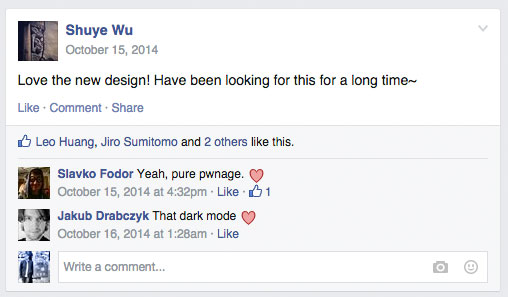 Shuye Wu
October 15, 2014
Love the new design! Have been looking for this for a long time~
Like · Comment · Share
Leo Huang, Jiro Sumitomo and 2 others like this.
Slavko Fodor Yeah, pure pwnage.
October 15, 2014 at 4:32pm · Like · 1
Jakub Drabczyk That dark mode
October 16, 2014 at 1:28am · Like
Write a comment...